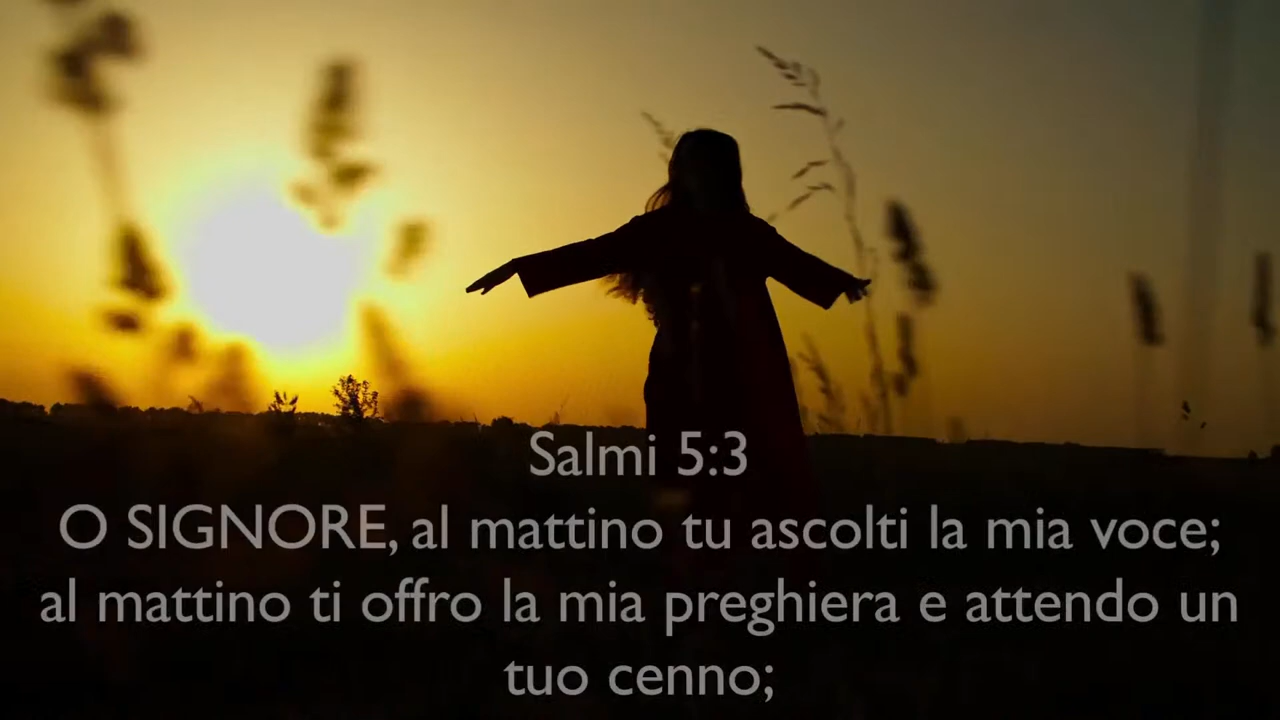 Salmi 5:3
O SIGNORE, al mattino tu ascolti la mia voce;
al mattino ti offro la mia preghiera e attendo un
tuo cenno;